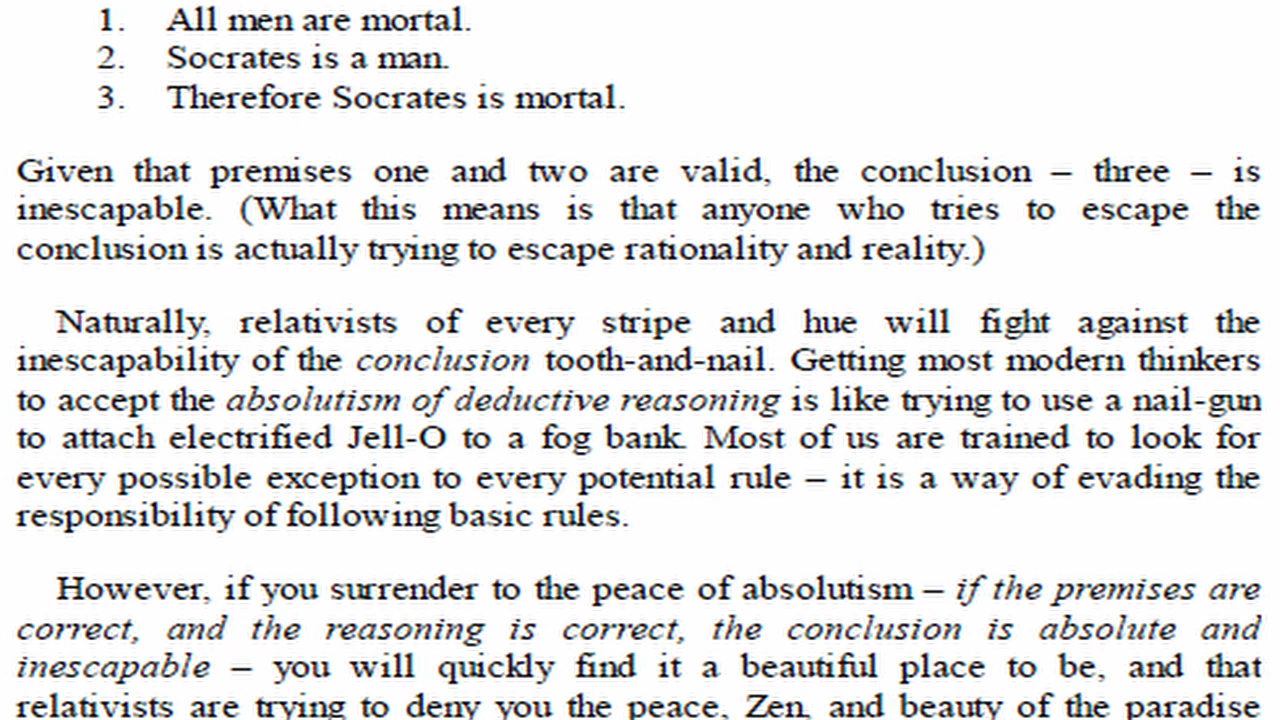 1. All men are mortal.
2. Socrates is a man.
3. Therefore Socrates is mortal.
Given that premises one and two are valid, the conclusion – three – is
inescapable. (What this means is that anyone who tries to escape the
conclusion is actually trying to escape rationality and reality.)
Naturally, relativists of every stripe and hue will fight against the
inescapability of the conclusion tooth-and-nail. Getting most modern thinkers
to accept the absolutism of deductive reasoning is like trying to use a nail-gun
to attach electrified Jell-O to a fog bank. Most of us are trained to look for
every possible exception to every potential rule – it is a way of evading the
responsibility of following basic rules.
However, if you surrender to the peace of absolutism – if the premises are
correct, and the reasoning is correct, the conclusion is absolute and
inescapable – you will quickly find it a beautiful place to be, and that
relativists are trying to deny you the peace, Zen, and beauty of the paradise